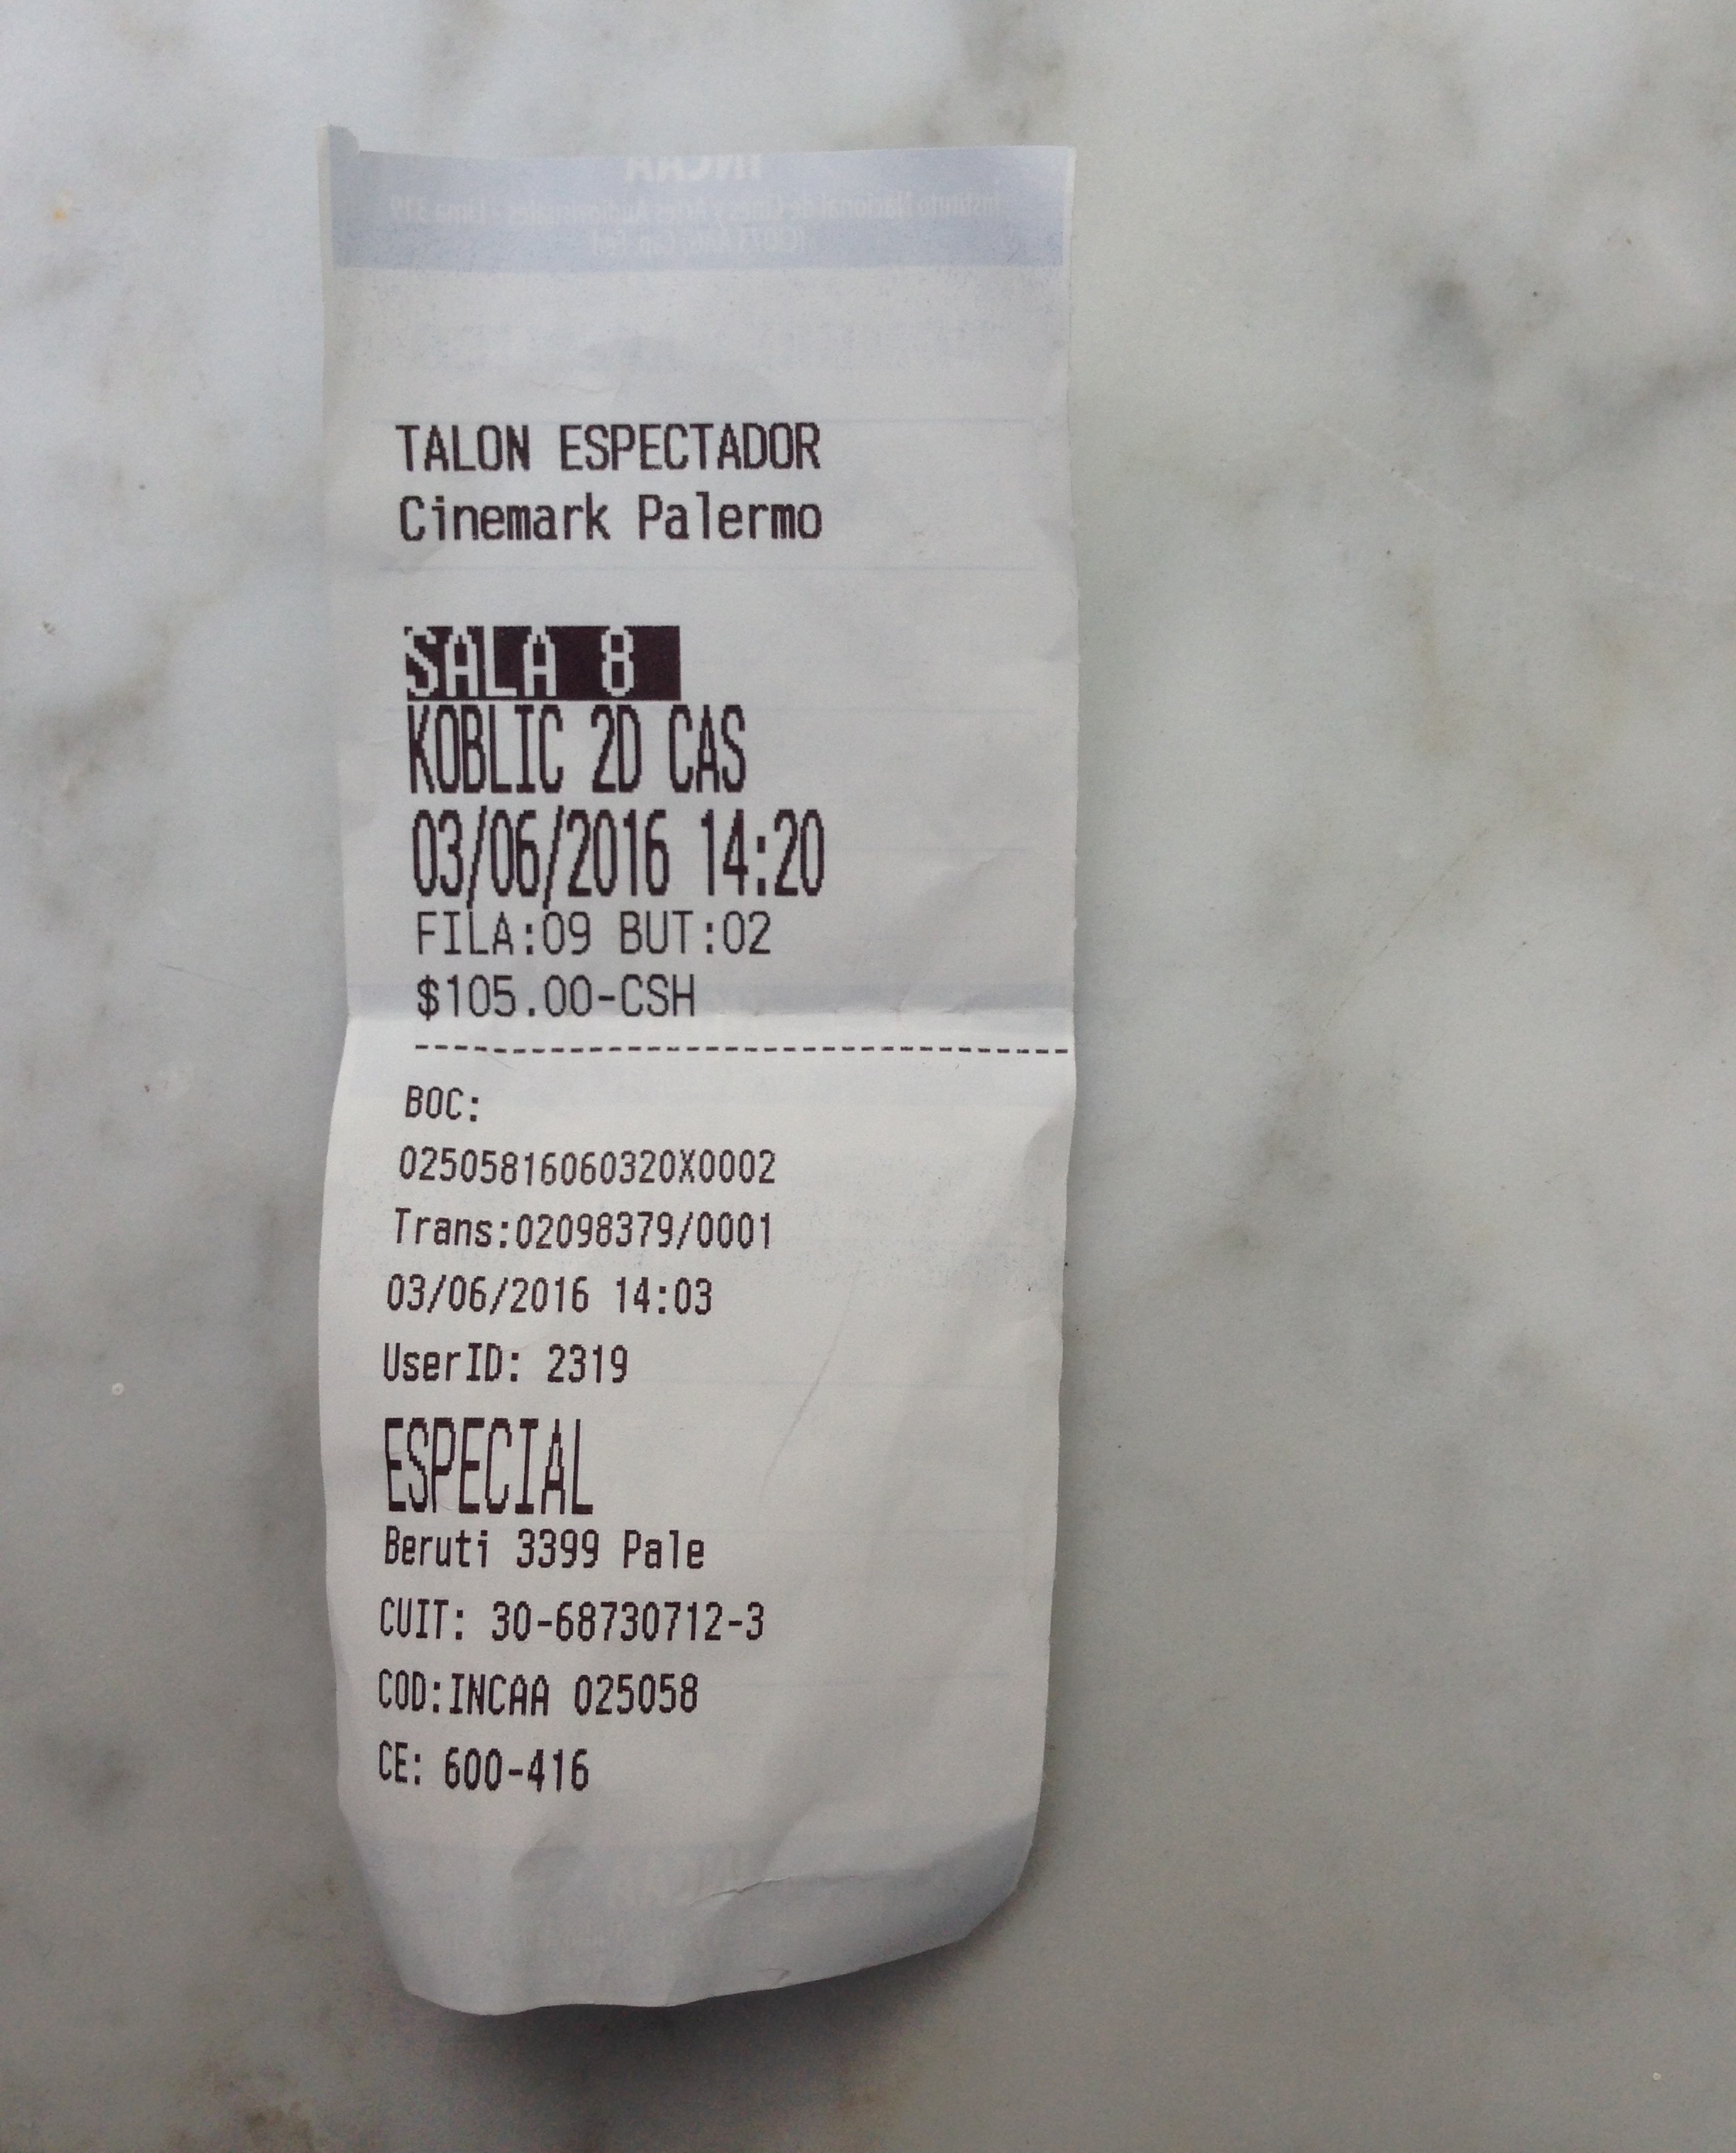 TALON ESPECTADOR
Cinemark Palermo
SALA 8
KOBLIC 2D CAS
03/06/2016 14:20
FILA:09 BUT:02
$105.00-CSH
--------------------------------------
BOC:
02505816060320X0002
Trans:02098379/0001
03/06/2016 14:03
UserID: 2319
ESPECIAL
Beruti 3399 Pale
CUIT: 30-68730712-3
COD:INCAA 025058
CE: 600-416